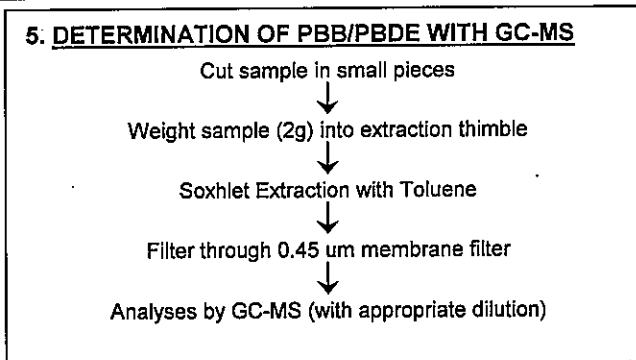 5. DETERMINATION OF PBB/PBDE WITH GC-MS
Cut sample in small pieces
Weight sample (2g) into extraction thimble
Soxhlet Extraction with Toluene
Filter through 0.45 um membrane filter
Analyses by GC-MS (with appropriate dilution)